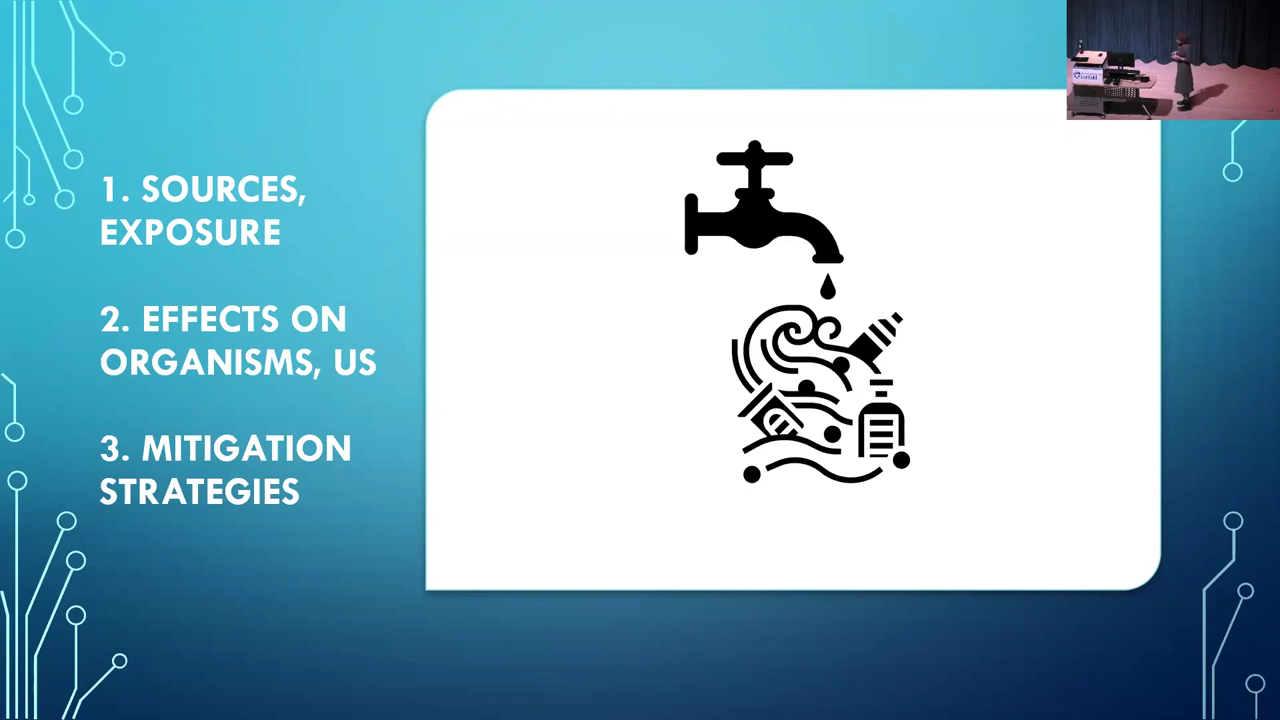 1. SOURCES,
EXPOSURE
2. EFFECTS ON
ORGANISMS, US
3. MITIGATION
STRATEGIES